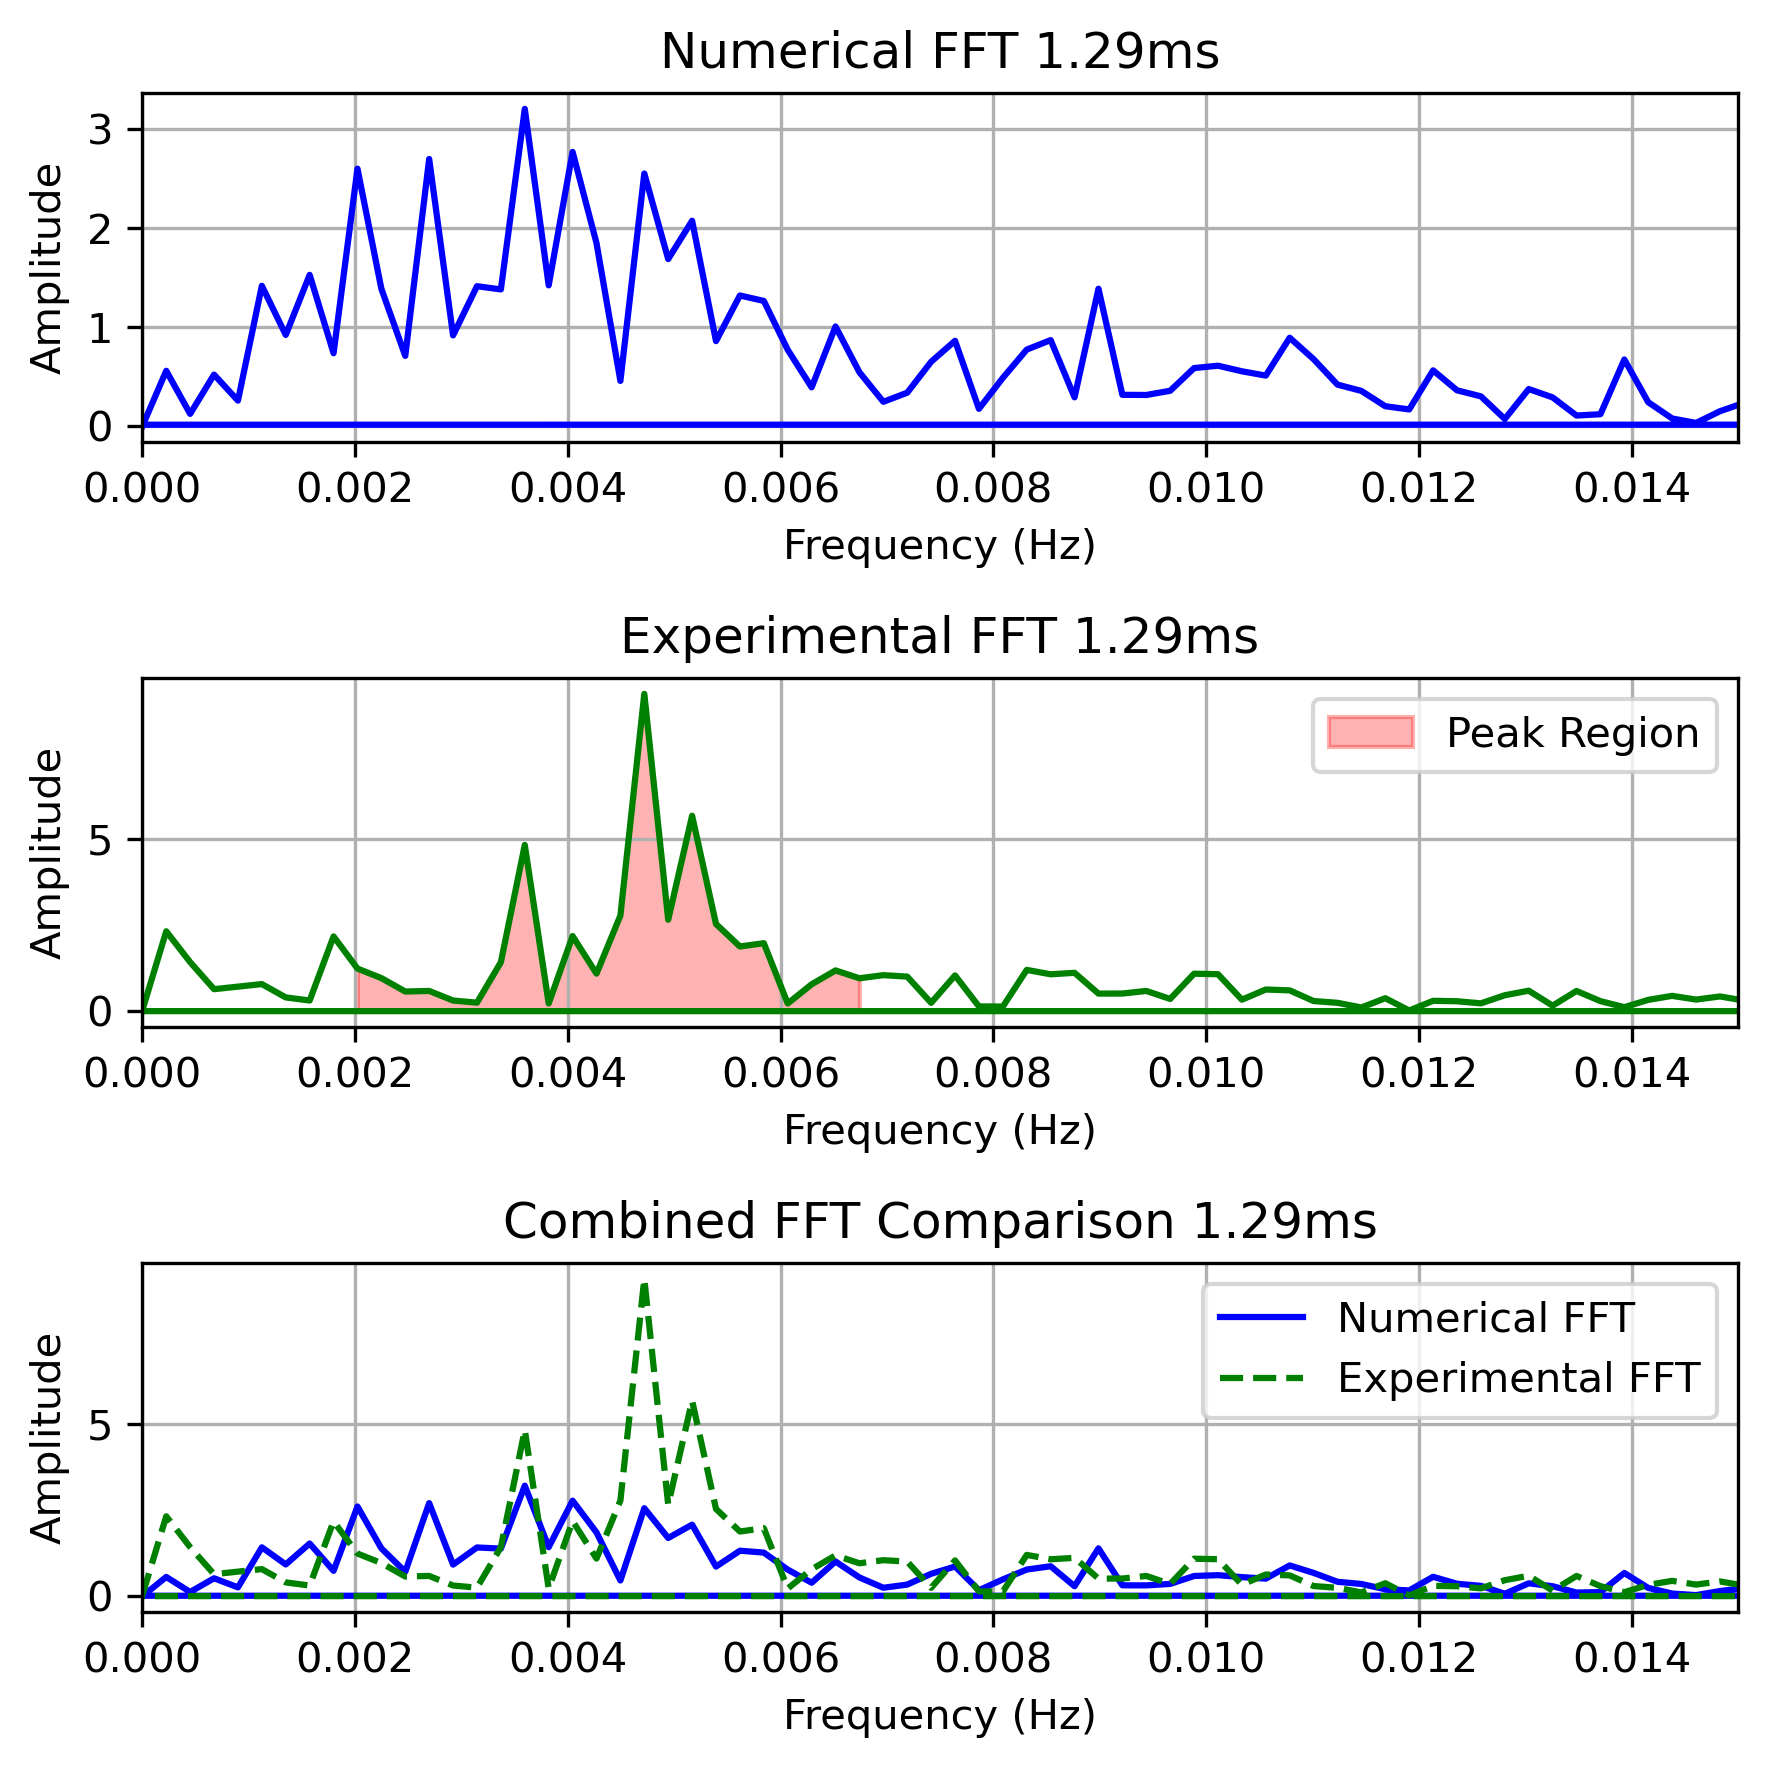 Numerical FFT 1.29ms
Amplitude
3
2
1
0
0.000 0.002 0.004 0.006 0.008 0.010 0.012 0.014
Frequency (Hz)
Experimental FFT 1.29ms
Peak Region
Amplitude
5
0
0.000 0.002 0.004 0.006 0.008 0.010 0.012 0.014
Frequency (Hz)
Combined FFT Comparison 1.29ms
Numerical FFT
Experimental FFT
Amplitude
5
0
0.000 0.002 0.004 0.006 0.008 0.010 0.012 0.014
Frequency (Hz)